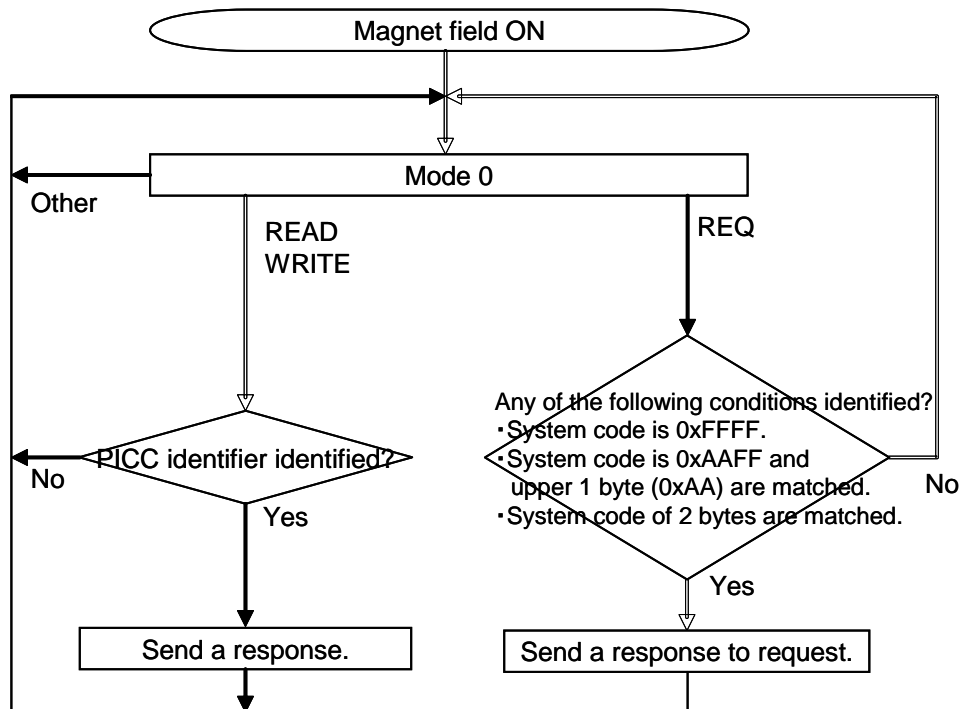 Magnet field ON
Mode 0
Other
READ
WRITE
REQ
Any of the following conditions identified?
・System code is 0xFFFF.
・System code is 0xAAFF and
upper 1 byte (0xAA) are matched.
・System code of 2 bytes are matched.
PICC identifier identified?
No
No
Yes
Yes
Send a response.
Send a response to request.